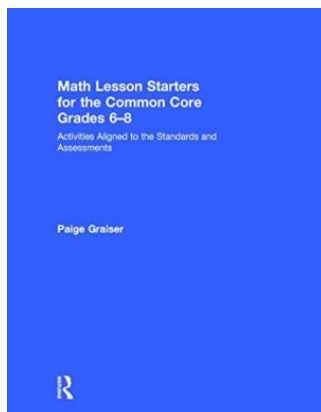 Math Lesson Starters
for the Common Core
Grades 6–8
Activities Aligned to the Standards and
Assessments
Paige Graiser
R